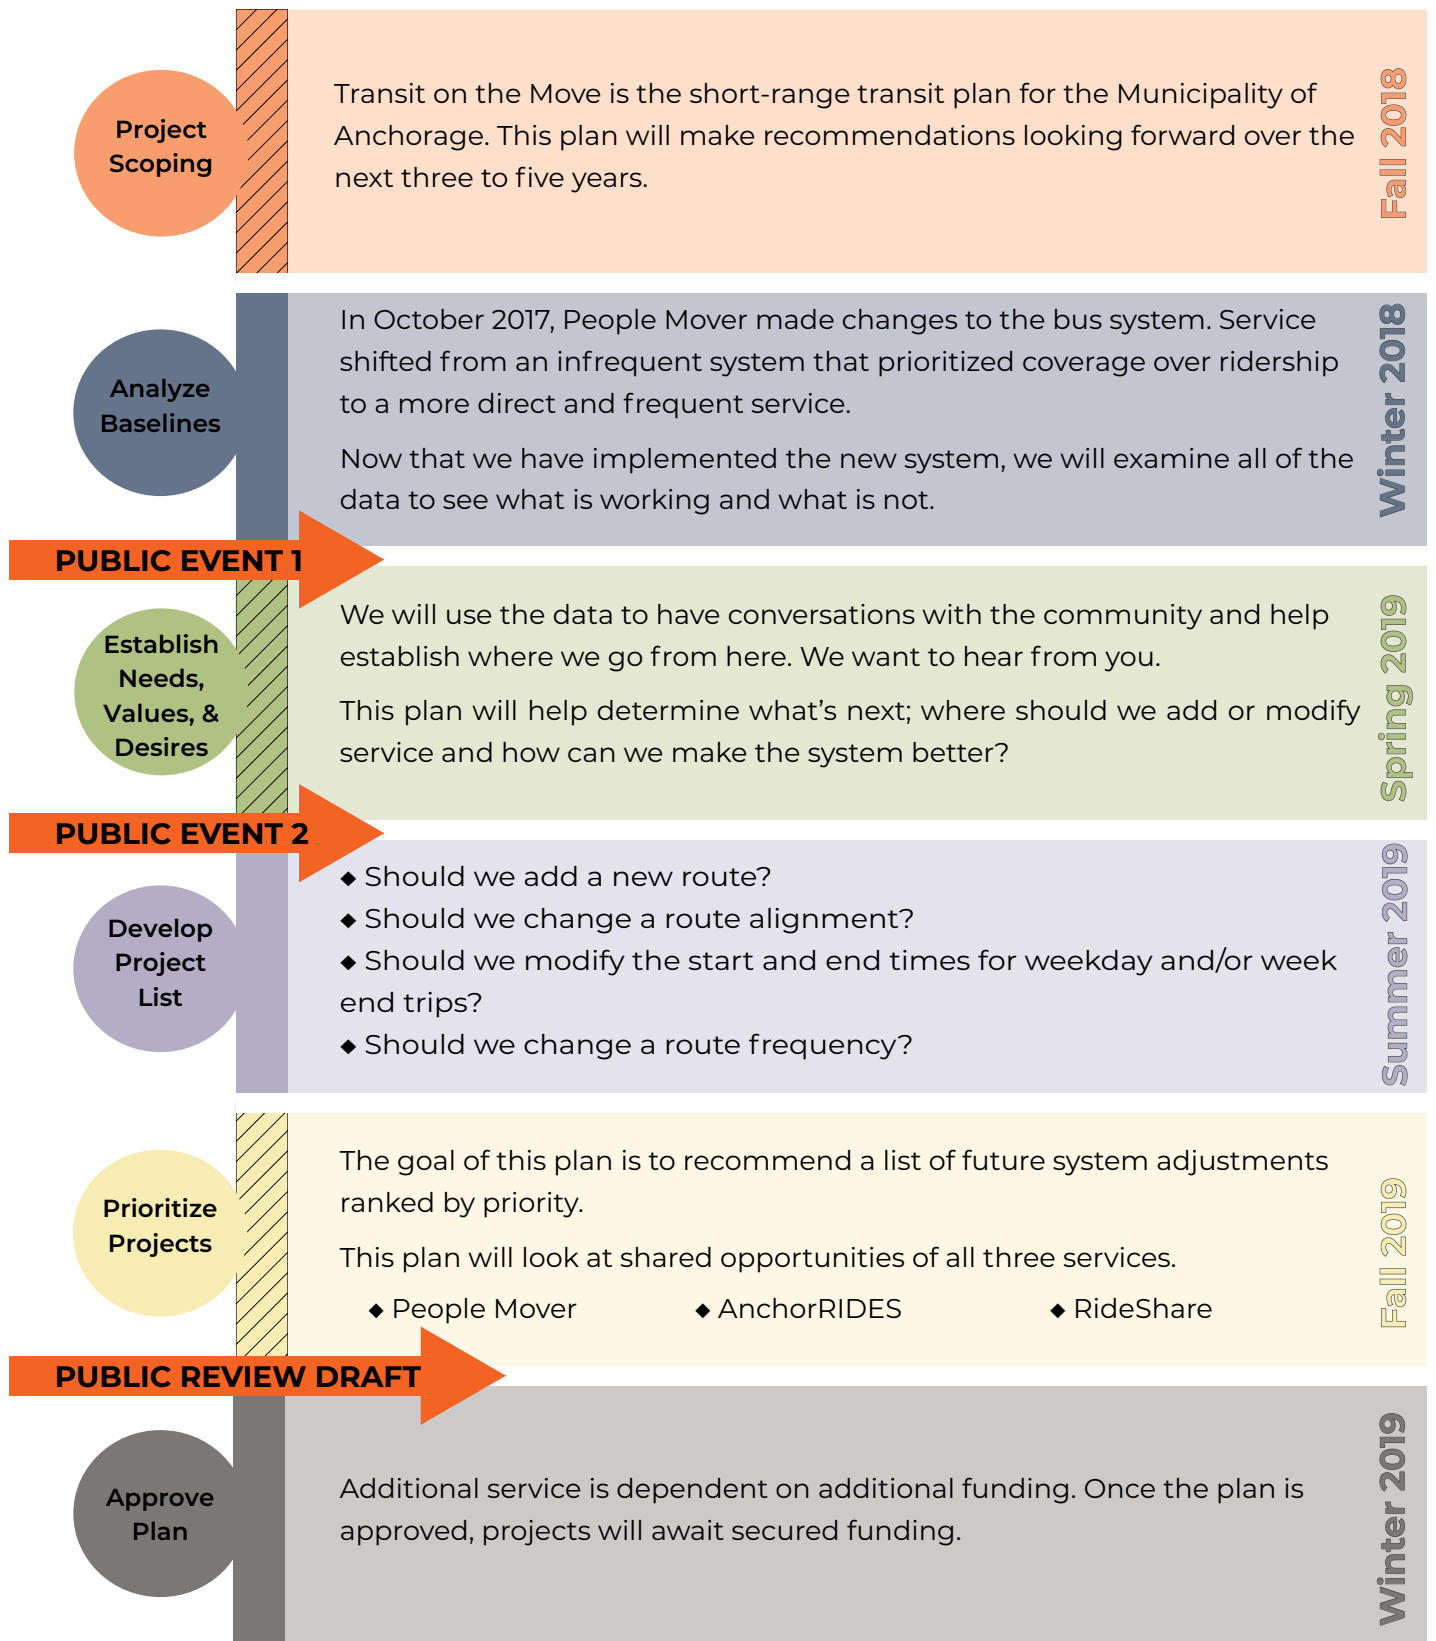 Project
Scoping
Transit on the Move is the short-range transit plan for the Municipality of
Anchorage. This plan will make recommendations looking forward over the
next three to five years.
Fall 2018
Analyze
Baselines
In October 2017, People Mover made changes to the bus system. Service
shifted from an infrequent system that prioritized coverage over ridership
to a more direct and frequent service.
Now that we have implemented the new system, we will examine all of the
data to see what is working and what is not.
Winter 2018
PUBLIC EVENT 1
Establish
Needs,
Values, &
Desires
We will use the data to have conversations with the community and help
establish where we go from here. We want to hear from you.
This plan will help determine what's next; where should we add or modify
service and how can we make the system better?
Spring 2019
PUBLIC EVENT 2
Develop
Project
List
◆ Should we add a new route?
◆ Should we change a route alignment?
◆ Should we modify the start and end times for weekday and/or week
end trips?
◆ Should we change a route frequency?
Summer 2019
Prioritize
Projects
The goal of this plan is to recommend a list of future system adjustments
ranked by priority.
This plan will look at shared opportunities of all three services.
◆ People Mover ◆ AnchorRIDES ◆ RideShare
Fall 2019
PUBLIC REVIEW DRAFT
Approve
Plan
Additional service is dependent on additional funding. Once the plan is
approved, projects will await secured funding.
Winter 2019